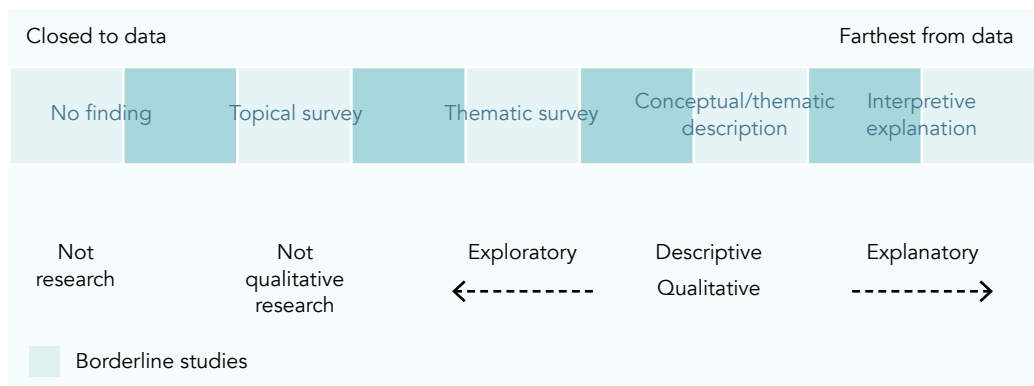 Closed to data
Farthest from data
No finding
Topical survey
Thematic survey
Conceptual/thematic
description
Interpretive
explanation
Not
research
Not
qualitative
research
Exploratory
Descriptive
Qualitative
Explanatory
Borderline studies